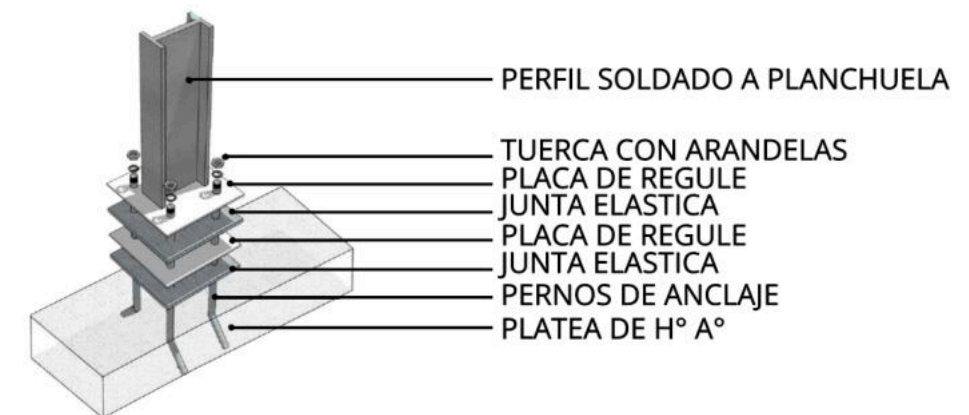 PERFIL SOLDADO A PLANCHUELA
TUERCA CON ARANDELAS
PLACA DE REGULE
JUNTA ELASTICA
PLACA DE REGULE
JUNTA ELASTICA
PERNOS DE ANCLAJE
PLATEA DE H° A°